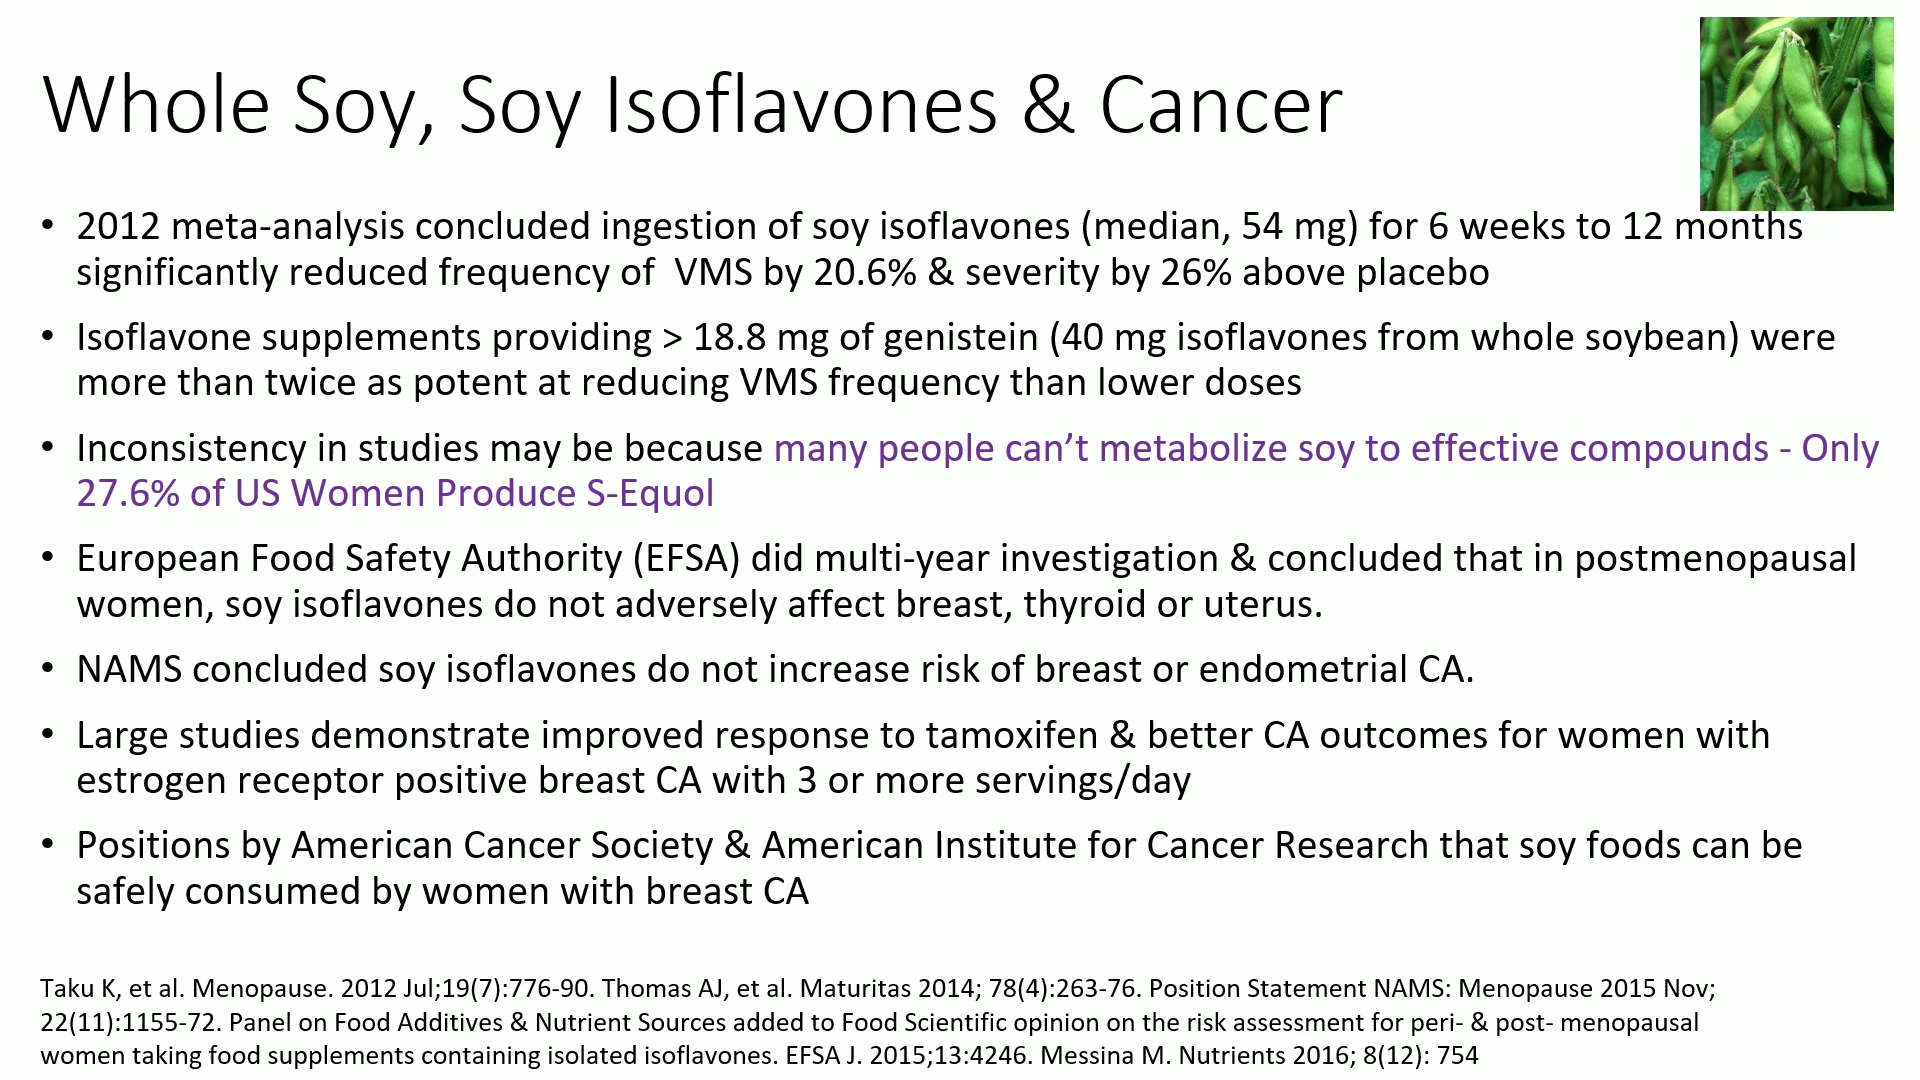 Whole Soy, Soy Isoflavones & Cancer
• 2012 meta-analysis concluded ingestion of soy isoflavones (median, 54 mg) for 6 weeks to 12 months
significantly reduced frequency of  VMS by 20.6% & severity by 26% above placebo
• Isoflavone supplements providing > 18.8 mg of genistein (40 mg isoflavones from whole soybean) were
more than twice as potent at reducing VMS frequency than lower doses
• Inconsistency in studies may be because many people can’t metabolize soy to effective compounds - Only
27.6% of US Women Produce S-Equol
• European Food Safety Authority (EFSA) did multi-year investigation & concluded that in postmenopausal
women, soy isoflavones do not adversely affect breast, thyroid or uterus.
• NAMS concluded soy isoflavones do not increase risk of breast or endometrial CA.
• Large studies demonstrate improved response to tamoxifen & better CA outcomes for women with
estrogen receptor positive breast CA with 3 or more servings/day
• Positions by American Cancer Society & American Institute for Cancer Research that soy foods can be
safely consumed by women with breast CA
Taku K, et al. Menopause. 2012 Jul;19(7):776-90. Thomas AJ, et al. Maturitas 2014; 78(4):263-76. Position Statement NAMS: Menopause 2015 Nov;
22(11):1155-72. Panel on Food Additives & Nutrient Sources added to Food Scientific opinion on the risk assessment for peri- & post- menopausal
women taking food supplements containing isolated isoflavones. EFSA J. 2015;13:4246. Messina M. Nutrients 2016; 8(12): 754